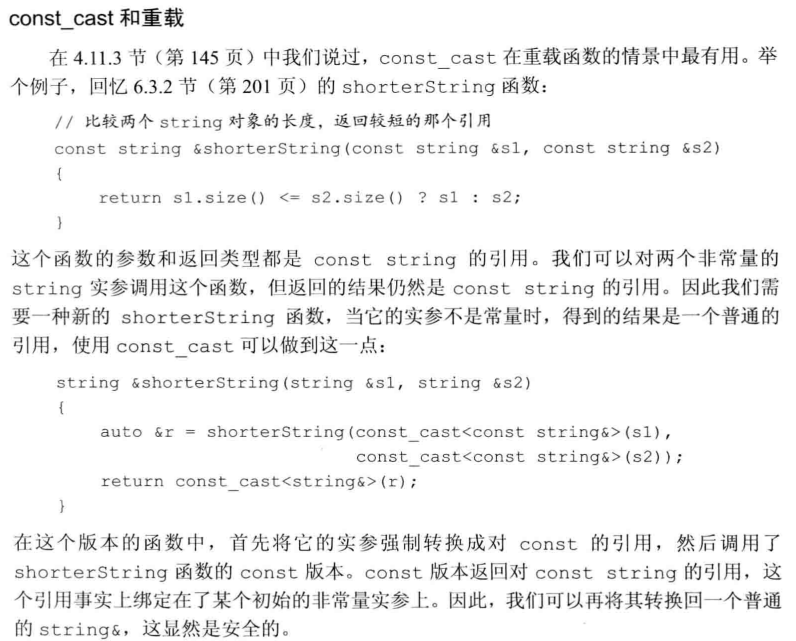 const_cast 和重载
在 4.11.3 节（第 145 页）中我们说过，const_cast 在重载函数的情景中最有用。举
个例子，回忆 6.3.2 节（第 201 页）的 shorterString 函数：
// 比较两个 string 对象的长度，返回较短的那个引用
const string &shorterString(const string &s1, const string &s2)
{
    return s1.size() <= s2.size() ? s1 : s2;
}
这个函数的参数和返回类型都是 const string 的引用。我们可以对两个非常量的
string 实参调用这个函数，但返回的结果仍然是 const string 的引用。因此我们需
要一种新的 shorterString 函数，当它的实参不是常量时，得到的结果是一个普通的
引用，使用 const_cast 可以做到这一点：
string &shorterString(string &s1, string &s2)
{
    auto &r = shorterString(const_cast<const string&>(s1),
                            const_cast<const string&>(s2));
    return const_cast<string&>(r);
}
在这个版本的函数中，首先将它的实参强制转换成对 const 的引用，然后调用了
shorterString 函数的 const 版本。const 版本返回对 const string 的引用，这
个引用事实上绑定在了某个初始的非常量实参上。因此，我们可以再将其转换回一个普通
的 string&，这显然是安全的。